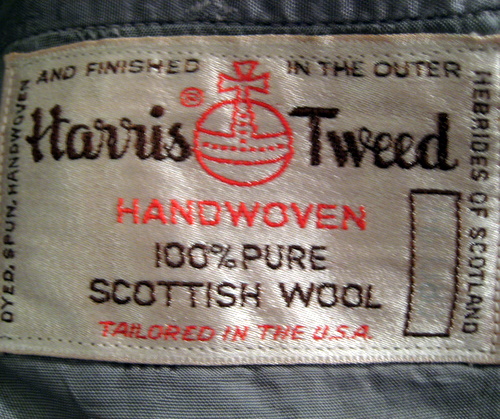 DYED, SPUN, HANDWOVEN
AND FINISHED IN THE OUTER
HEBRIDES OF SCOTLAND
Harris ® Tweed
HANDWOVEN
100% PURE
SCOTTISH WOOL
TAILORED IN THE U.S.A.